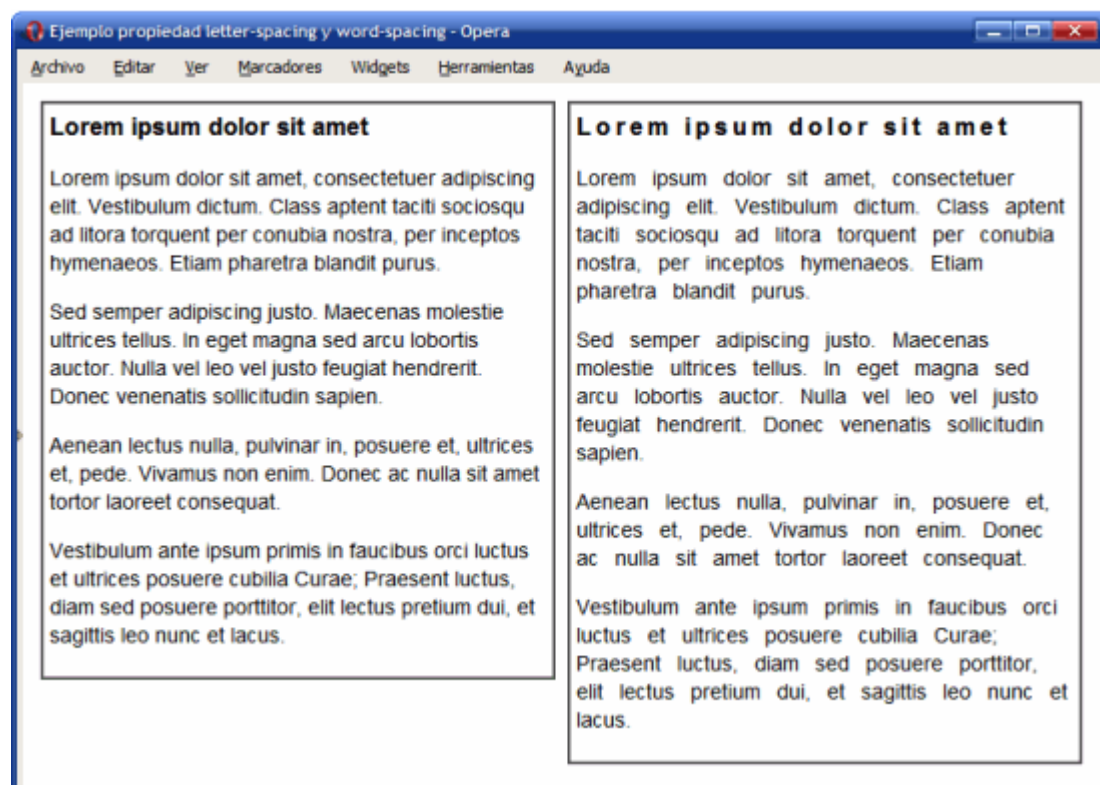 Ejemplo propiedad letter-spacing y word-spacing - Opera
Archivo Editar Ver Marcadores Widgets Herramientas Ayuda
Lorem ipsum dolor sit amet
Lorem ipsum dolor sit amet, consectetuer adipiscing
elit. Vestibulum dictum. Class aptent taciti sociosqu
ad litora torquent per conubia nostra, per inceptos
hymenaeos. Etiam pharetra blandit purus.
Sed semper adipiscing justo. Maecenas molestie
ultrices tellus. In eget magna sed arcu lobortis
auctor. Nulla vel leo vel justo feugiat hendrerit.
Donec venenatis sollicitudin sapien.
Aenean lectus nulla, pulvinar in, posuere et, ultrices
et, pede. Vivamus non enim. Donec ac nulla sit amet
tortor laoreet consequat.
Vestibulum ante ipsum primis in faucibus orci luctus
et ultrices posuere cubilia Curae; Praesent luctus,
diam sed posuere porttitor, elit lectus pretium dui, et
sagittis leo nunc et lacus.
Lorem ipsum dolor sit amet
Lorem ipsum dolor sit amet, consectetuer
adipiscing elit. Vestibulum dictum. Class aptent
taciti sociosqu ad litora torquent per conubia
nostra, per inceptos hymenaeos. Etiam
pharetra blandit purus.
Sed semper adipiscing justo. Maecenas
molestie ultrices tellus. In eget magna sed
arcu lobortis auctor. Nulla vel leo vel justo
feugiat hendrerit. Donec venenatis sollicitudin
sapien.
Aenean lectus nulla, pulvinar in, posuere et,
ultrices et, pede. Vivamus non enim. Donec
ac nulla sit amet tortor laoreet consequat.
Vestibulum ante ipsum primis in faucibus orci
luctus et ultrices posuere cubilia Curae;
Praesent luctus, diam sed posuere porttitor,
elit lectus pretium dui, et sagittis leo nunc et
lacus.